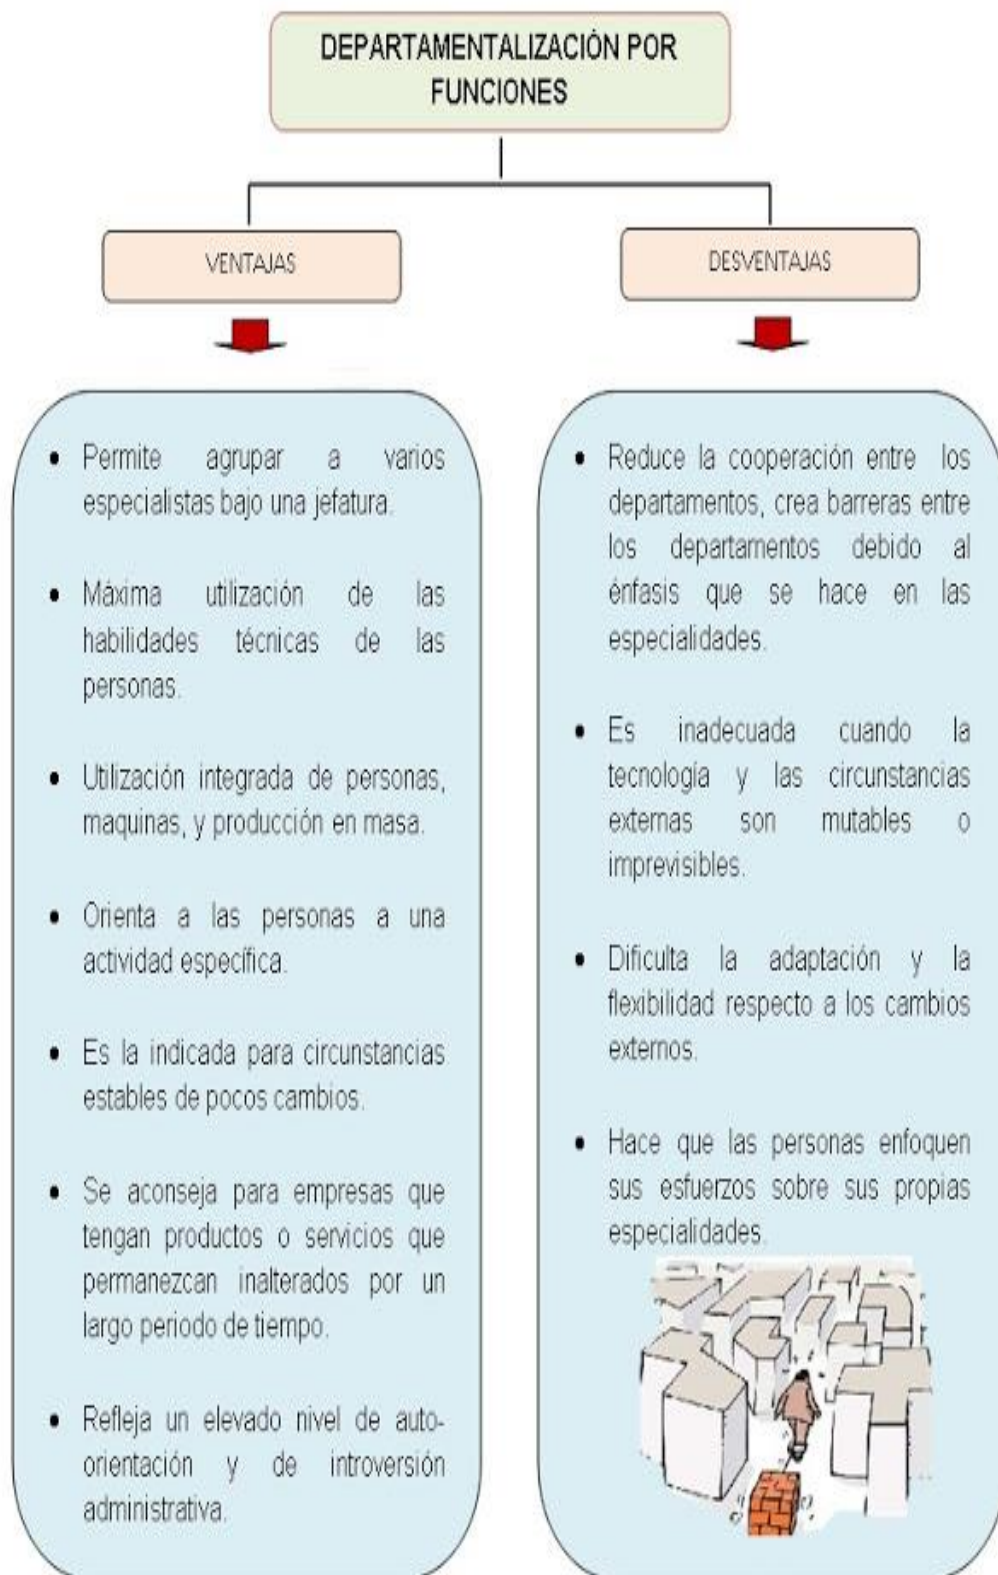 DEPARTAMENTALIZACIÓN POR
FUNCIONES
VENTAJAS
• Permite agrupar a varios
especialistas bajo una jefatura.
• Máxima utilización de las
habilidades técnicas de las
personas.
• Utilización integrada de personas,
maquinas, y producción en masa.
• Orienta a las personas a una
actividad específica.
• Es la indicada para circunstancias
estables de pocos cambios.
• Se aconseja para empresas que
tengan productos o servicios que
permanezcan inalterados por un
largo periodo de tiempo.
• Refleja un elevado nivel de auto-
orientación y de introversión
administrativa.
DESVENTAJAS
• Reduce la cooperación entre los
departamentos, crea barreras entre
los departamentos debido al
énfasis que se hace en las
especialidades.
• Es inadecuada cuando la
tecnología y las circunstancias
externas son mutables o
imprevisibles.
• Dificulta la adaptación y la
flexibilidad respecto a los cambios
externos.
• Hace que las personas enfoquen
sus esfuerzos sobre sus propias
especialidades.